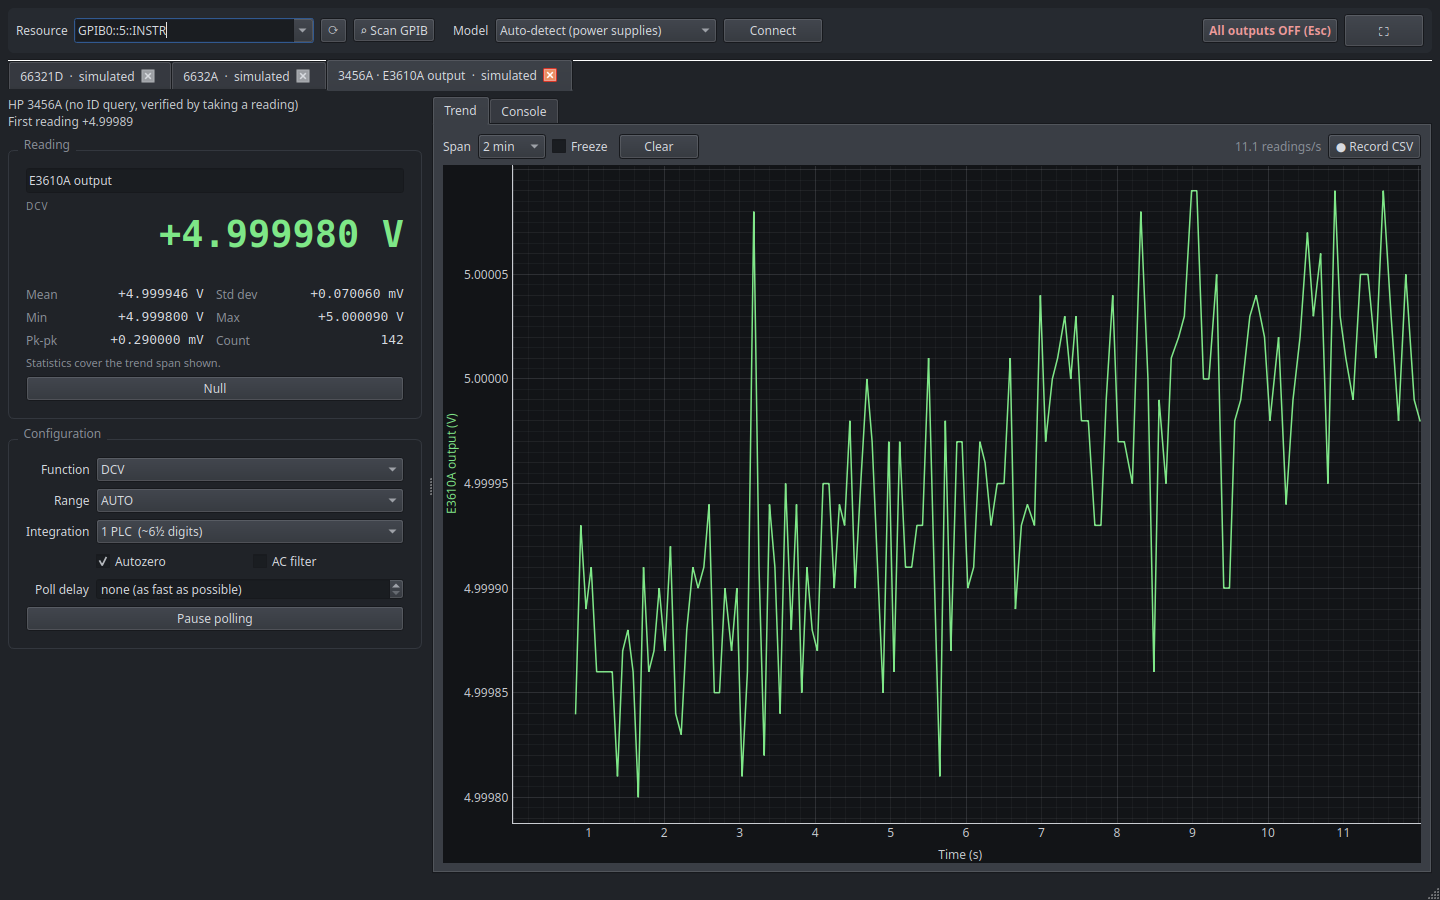 Resource GPIB0::5::INSTR ⟳ ⌕ Scan GPIB Model Auto-detect (power supplies) Connect All outputs OFF (Esc)
66321D · simulated 6632A · simulated 3456A · E3610A output · simulated
HP 3456A (no ID query, verified by taking a reading)
First reading +4.99989
Reading
E3610A output
DCV
+4.999980 V
Mean +4.999946 V Std dev +0.070060 mV
Min +4.999800 V Max +5.000090 V
Pk-pk +0.290000 mV Count 142
Statistics cover the trend span shown.
Null
Configuration
Function DCV
Range AUTO
Integration 1 PLC (~6½ digits)
Autozero AC filter
Poll delay none (as fast as possible)
Pause polling
Trend Console
Span 2 min Freeze Clear 11.1 readings/s ● Record CSV
E3610A output (V)
5.00005
5.00000
4.99995
4.99990
4.99985
4.99980
1 2 3 4 5 6 7 8 9 10 11
Time (s)